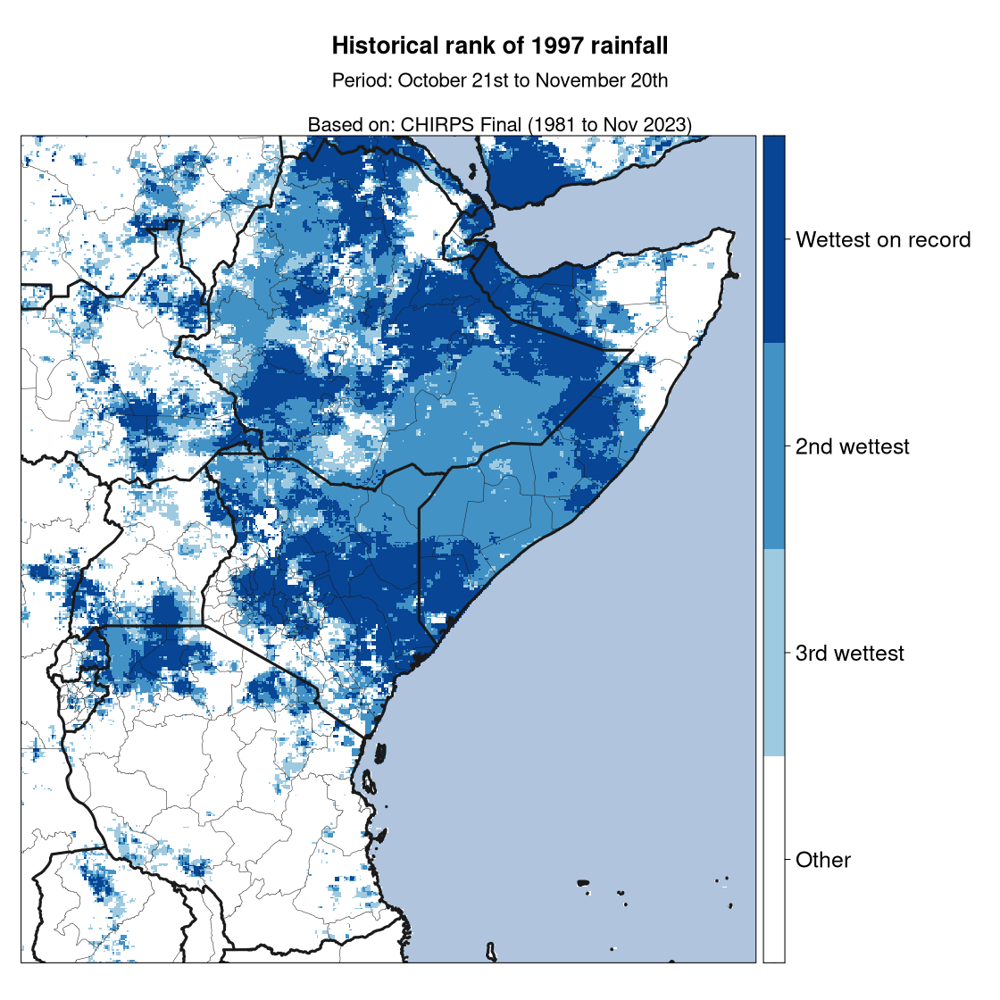 Historical rank of 1997 rainfall
Period: October 21st to November 20th
Based on: CHIRPS Final (1981 to Nov 2023)
Wettest on record
2nd wettest
3rd wettest
Other